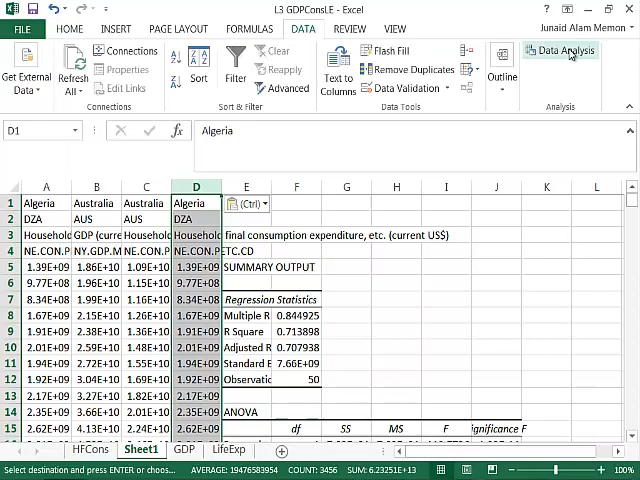 L3 GDPConsLE - Excel
FILE HOME INSERT PAGE LAYOUT FORMULAS DATA REVIEW VIEW Junaid Alam Memon
Get External Data
Refresh All
Connections
Properties
Edit Links
Connections
Sort
Filter
Clear
Reapply
Advanced
Sort & Filter
Text to Columns
Flash Fill
Remove Duplicates
Data Validation
Data Tools
Outline
Data Analysis
Analysis
D1 fx Algeria
A B C D E F G H I J K L
1 Algeria Australia Australia Algeria (Ctrl)
2 DZA AUS AUS DZA
3 Household GDP (curre Household Household final consumption expenditure, etc. (current US$)
4 NE.CON.P NY.GDP.M NE.CON.P NE.CON.PETC.CD
5 1.39E+09 1.86E+10 1.09E+10 1.39E+09 SUMMARY OUTPUT
6 9.77E+08 1.96E+10 1.15E+10 9.77E+08
7 8.34E+08 1.99E+10 1.16E+10 8.34E+08 Regression Statistics
8 1.67E+09 2.15E+10 1.26E+10 1.67E+09 Multiple R 0.844925
9 1.91E+09 2.38E+10 1.36E+10 1.91E+09 R Square 0.713898
10 2.01E+09 2.59E+10 1.48E+10 2.01E+09 Adjusted R 0.707938
11 1.94E+09 2.72E+10 1.55E+10 1.94E+09 Standard E 7.66E+09
12 1.92E+09 3.04E+10 1.69E+10 1.92E+09 Observatio 50
13 2.17E+09 3.27E+10 1.82E+10 2.17E+09
14 2.35E+09 3.66E+10 2.01E+10 2.35E+09 ANOVA
15 2.62E+09 4.13E+10 2.24E+10 2.62E+09 df SS MS F ignificance F
HFCons Sheet1 GDP LifeExp
Select destination and press ENTER or choos... AVERAGE: 19476583954 COUNT: 3456 SUM: 6.23251E+13 100%